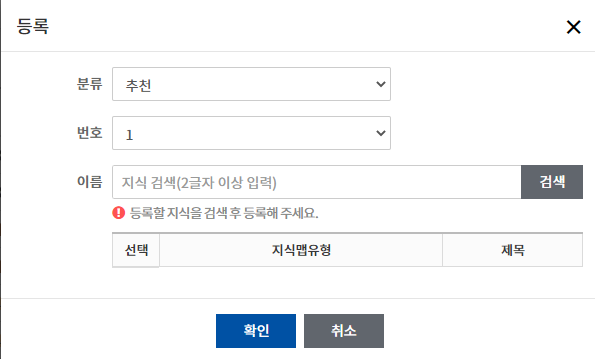 등록
분류 추천
번호 1
이름 지식 검색(2글자 이상 입력) 검색
등록할 지식을 검색 후 등록해 주세요.
선택 지식맵유형 제목
확인 취소